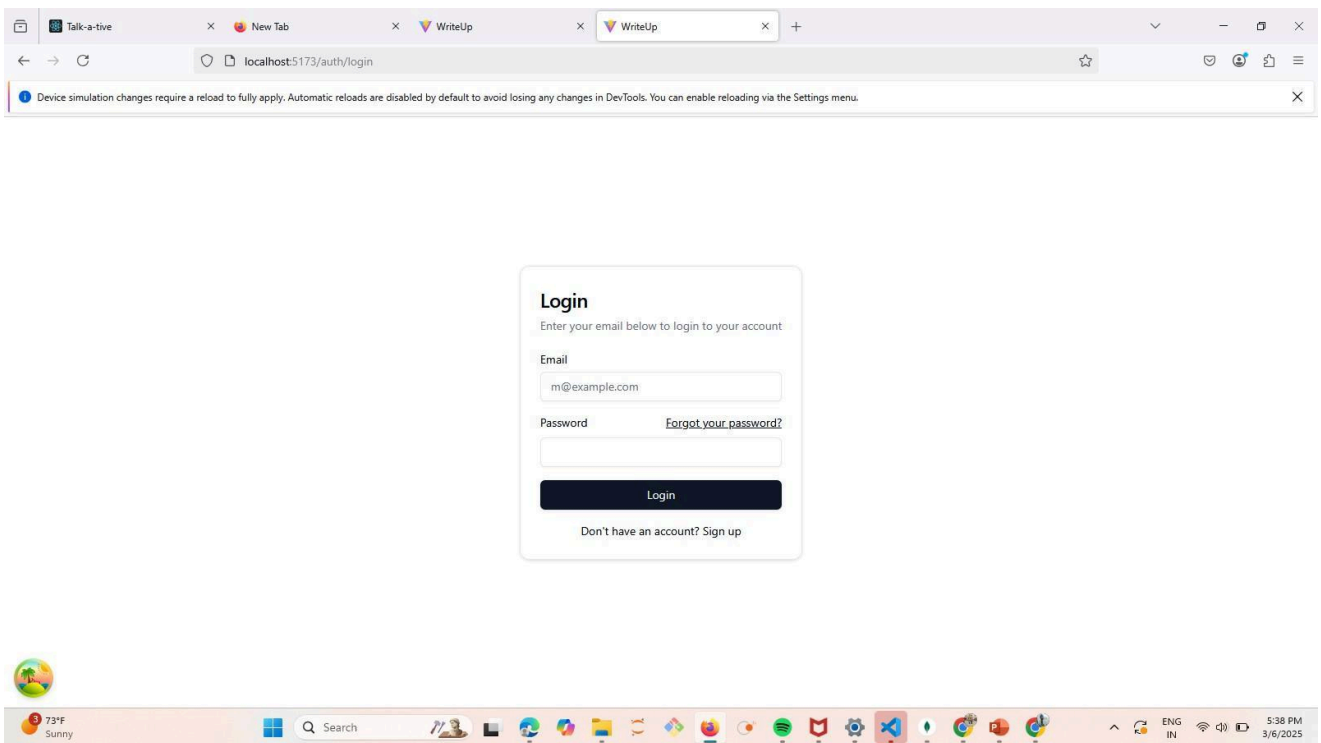 Talk-a-tive
New Tab
WriteUp
WriteUp
localhost:5173/auth/login
Device simulation changes require a reload to fully apply. Automatic reloads are disabled by default to avoid losing any changes in DevTools. You can enable reloading via the Settings menu.
Login
Enter your email below to login to your account
Email
m@example.com
Password
Forgot your password?
Login
Don't have an account? Sign up
3
73°F
Sunny
Search
ENG
IN
5:38 PM
3/6/2025